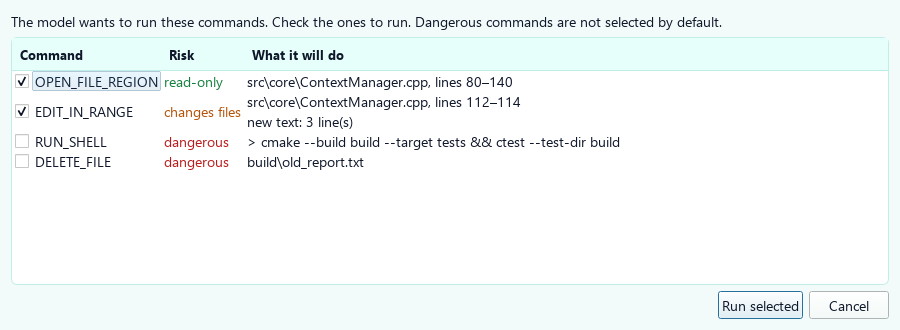 The model wants to run these commands. Check the ones to run. Dangerous commands are not selected by default.
Command Risk What it will do
OPEN_FILE_REGION read-only src\core\ContextManager.cpp, lines 80–140
EDIT_IN_RANGE changes files src\core\ContextManager.cpp, lines 112–114
new text: 3 line(s)
RUN_SHELL dangerous > cmake --build build --target tests && ctest --test-dir build
DELETE_FILE dangerous build\old_report.txt
Run selected Cancel